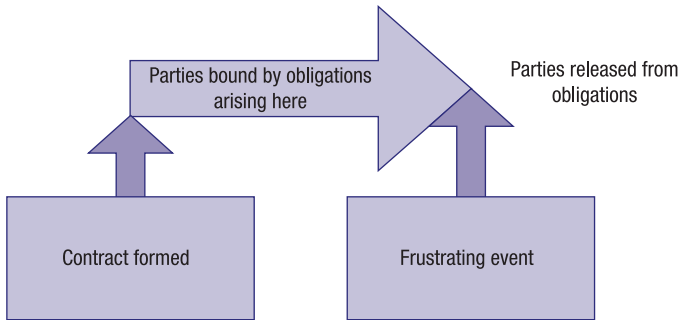 Parties bound by obligations
arising here
Parties released from
obligations
Contract formed
Frustrating event